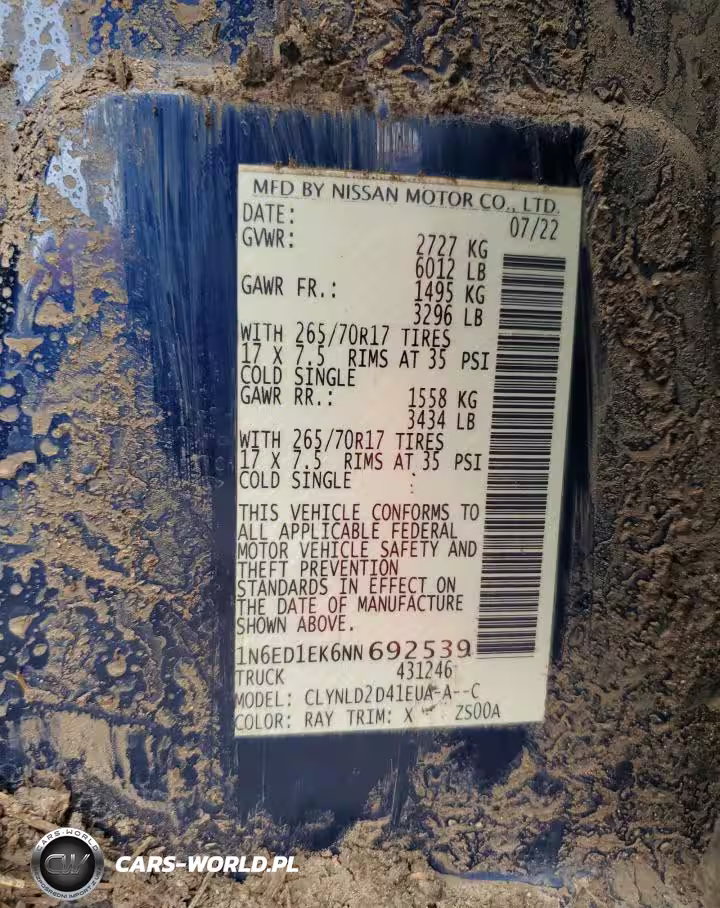 MFD BY NISSAN MOTOR CO., LTD.
DATE: 07/22
GVWR: 2727 KG
6012 LB
GAWR FR.: 1495 KG
3296 LB
WITH 265/70R17 TIRES
17 X 7.5 RIMS AT 35 PSI
COLD SINGLE
GAWR RR.: 1558 KG
3434 LB
WITH 265/70R17 TIRES
17 X 7.5 RIMS AT 35 PSI
COLD SINGLE
THIS VEHICLE CONFORMS TO
ALL APPLICABLE FEDERAL
MOTOR VEHICLE SAFETY AND
THEFT PREVENTION
STANDARDS IN EFFECT ON
THE DATE OF MANUFACTURE
SHOWN ABOVE.
1N6ED1EK6NN692539
TRUCK 431246
MODEL: CLYNLD2D41EUA-A--C
COLOR: RAY TRIM: X ZS00A
CARS-WORLD
CW
CARS-WORLD.PL